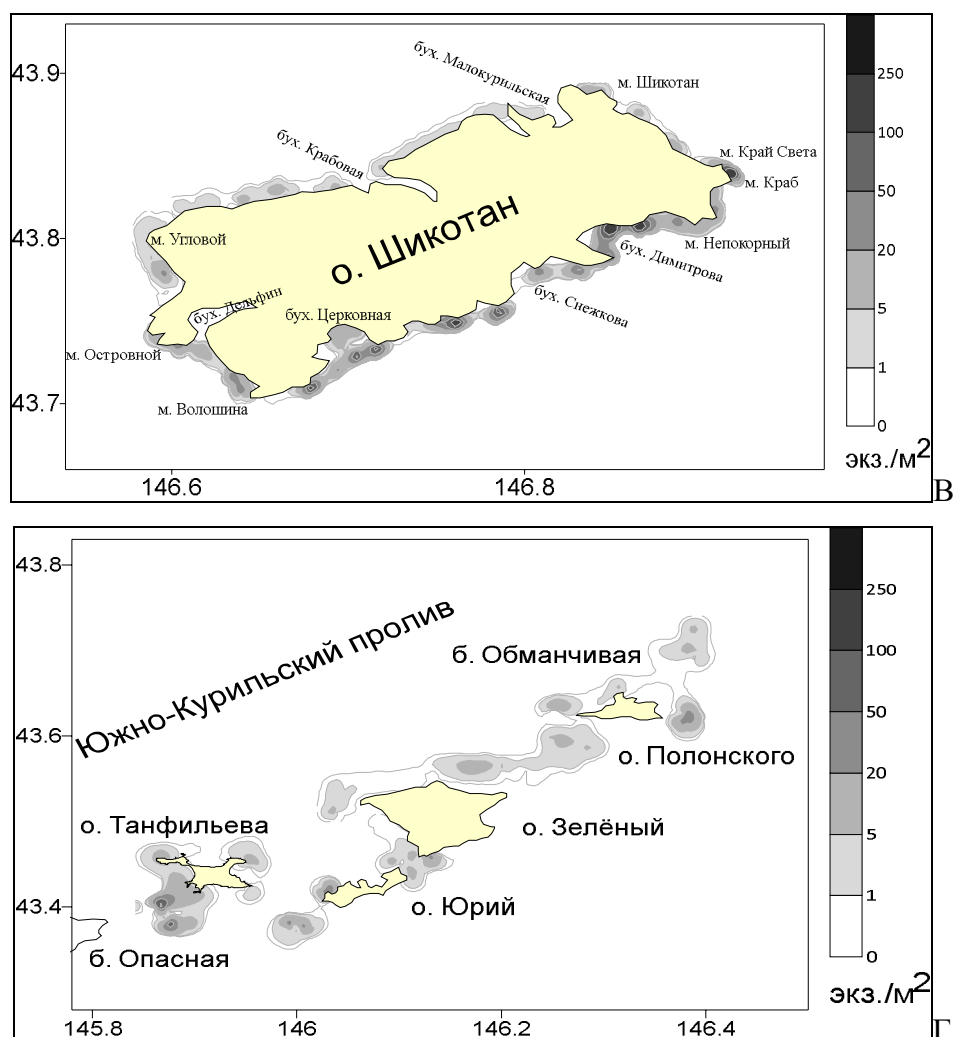 43.9
43.8
43.7
146.6
146.8
бух. Малокурильская
м. Шикотан
бух. Крабовая
м. Край Света
м. Краб
о. Шикотан
м. Угловой
м. Непокорный
бух. Димитрова
бух. Дельфин
бух. Снежкова
бух. Церковная
м. Островной
м. Волошина
250
100
50
20
5
1
0
экз./м2
В
43.8
43.6
43.4
145.8
146
146.2
146.4
Южно-Курильский пролив
б. Обманчивая
о. Полонского
о. Танфильева
о. Зелёный
о. Юрий
б. Опасная
250
100
50
20
5
1
0
экз./м2
Г